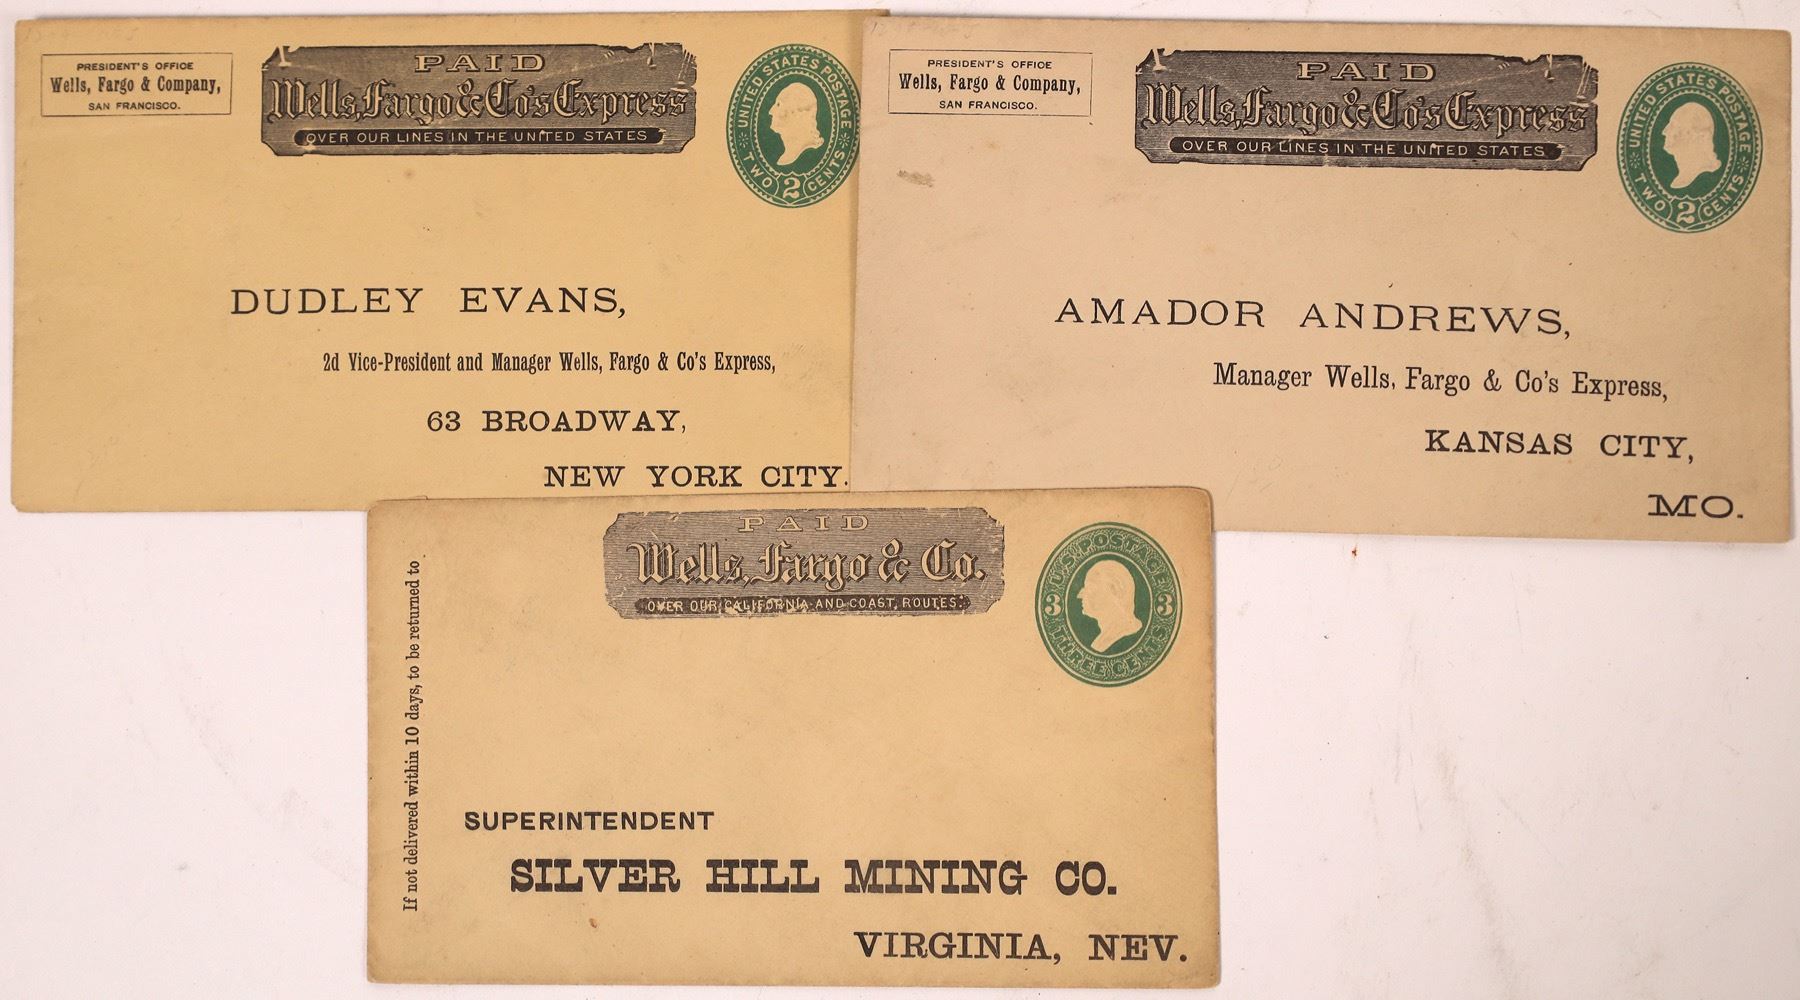 PRESIDENT'S OFFICE
Wells, Fargo & Company,
SAN FRANCISCO.
PAID
Wells, Fargo & Co's Express
OVER OUR LINES IN THE UNITED STATES
UNITED STATES POSTAGE
TWO 2 CENTS
DUDLEY EVANS,
2d Vice-President and Manager Wells, Fargo & Co's Express,
63 BROADWAY,
NEW YORK CITY.
PRESIDENT'S OFFICE
Wells, Fargo & Company,
SAN FRANCISCO.
PAID
Wells, Fargo & Co's Express
OVER OUR LINES IN THE UNITED STATES.
UNITED STATES POSTAGE
TWO 2 CENTS
AMADOR ANDREWS,
Manager Wells, Fargo & Co's Express,
KANSAS CITY,
MO.
If not delivered within 10 days, to be returned to
PAID
Wells, Fargo & Co.
OVER OUR CALIFORNIA AND COAST ROUTES.
U.S. POSTAGE
3 3
THREE CENTS
SUPERINTENDENT
SILVER HILL MINING CO.
VIRGINIA, NEV.